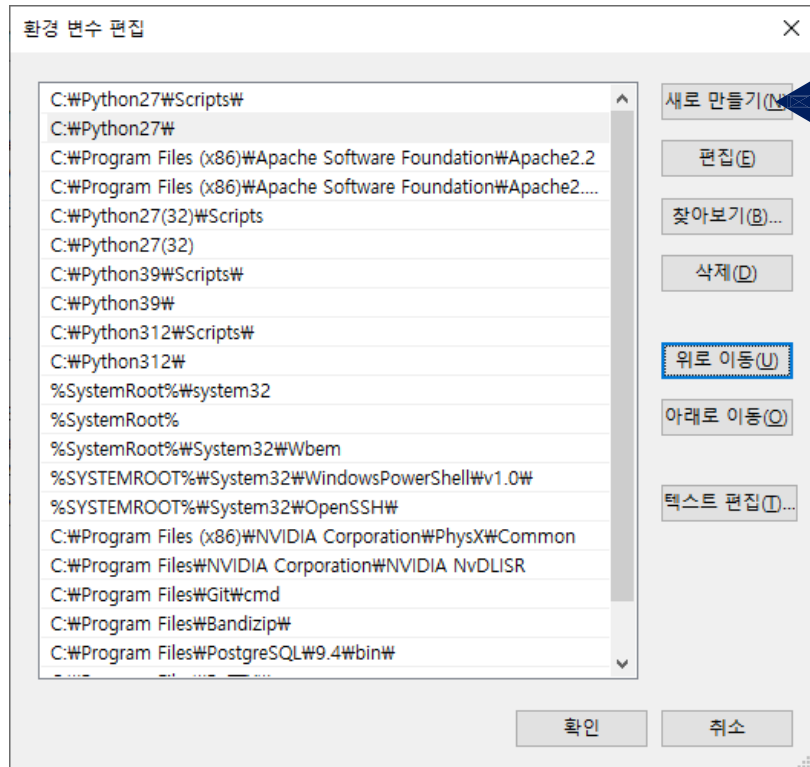 환경 변수 편집
C:₩Python27₩Scripts₩
C:₩Python27₩
C:₩Program Files (x86)₩Apache Software Foundation₩Apache2.2
C:₩Program Files (x86)₩Apache Software Foundation₩Apache2....
C:₩Python27(32)₩Scripts
C:₩Python27(32)
C:₩Python39₩Scripts₩
C:₩Python39₩
C:₩Python312₩Scripts₩
C:₩Python312₩
%SystemRoot%₩system32
%SystemRoot%
%SystemRoot%₩System32₩Wbem
%SYSTEMROOT%₩System32₩WindowsPowerShell₩v1.0₩
%SYSTEMROOT%₩System32₩OpenSSH₩
C:₩Program Files (x86)₩NVIDIA Corporation₩PhysX₩Common
C:₩Program Files₩NVIDIA Corporation₩NVIDIA NvDLISR
C:₩Program Files₩Git₩cmd
C:₩Program Files₩Bandizip₩
C:₩Program Files₩PostgreSQL₩9.4₩bin₩
새로 만들기(N)
편집(E)
찾아보기(B)...
삭제(D)
위로 이동(U)
아래로 이동(O)
텍스트 편집(T)...
확인
취소